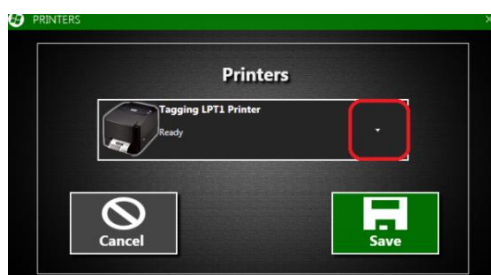 PRINTERS
Printers
Tagging LPT1 Printer
Ready
Cancel
Save